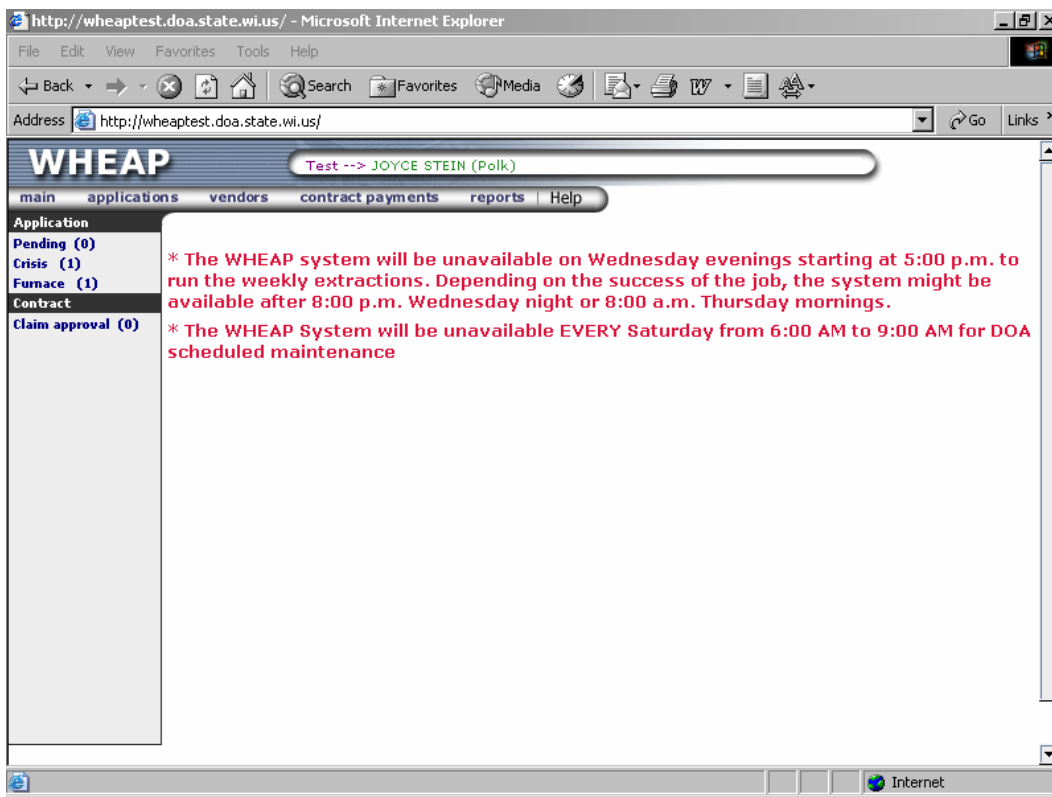 http://wheaptest.doa.state.wi.us/ - Microsoft Internet Explorer
File Edit View Favorites Tools Help
Back Search Favorites Media
Address http://wheaptest.doa.state.wi.us/ Go Links
WHEAP Test --> JOYCE STEIN (Polk)
main applications vendors contract payments reports Help
Application
Pending (0)
Crisis (1)
Furnace (1)
Contract
Claim approval (0)
* The WHEAP system will be unavailable on Wednesday evenings starting at 5:00 p.m. to
run the weekly extractions. Depending on the success of the job, the system might be
available after 8:00 p.m. Wednesday night or 8:00 a.m. Thursday mornings.
* The WHEAP System will be unavailable EVERY Saturday from 6:00 AM to 9:00 AM for DOA
scheduled maintenance
Internet